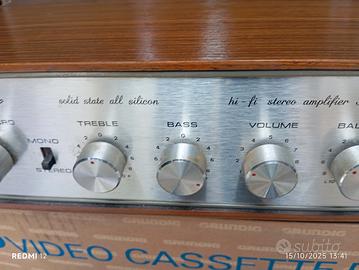 solid state all silicon
hi-fi stereo amplifier
TREBLE
BASS
VOLUME
BAL
MONO
STEREO
GRUNDIG
VIDEO CASSETTE
REDMI 12
subito
15/10/2025 13:41